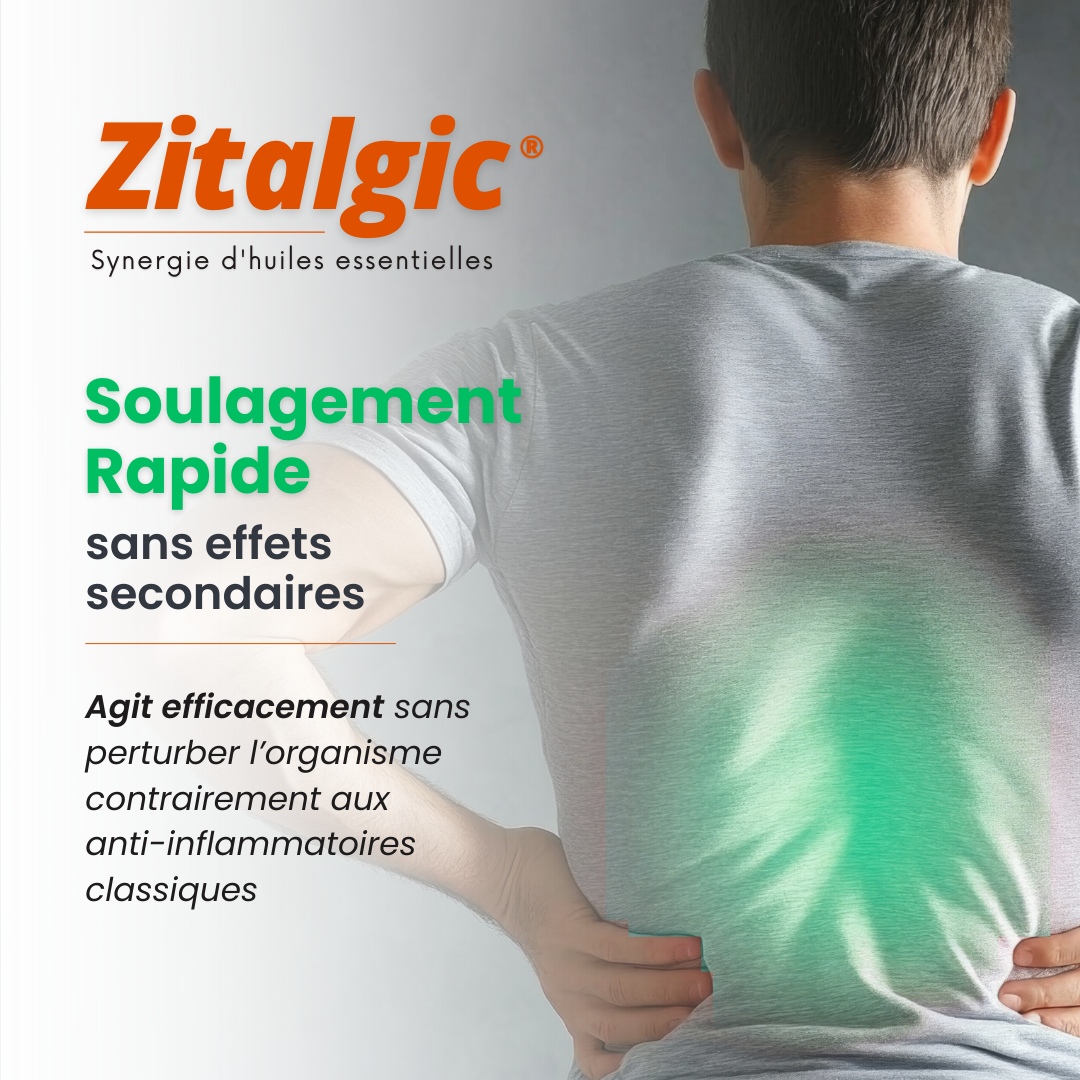 Zitalgic®
Synergie d'huiles essentielles
Soulagement
Rapide
sans effets
secondaires
Agit efficacement sans
perturber l’organisme
contrairement aux
anti-inflammatoires
classiques